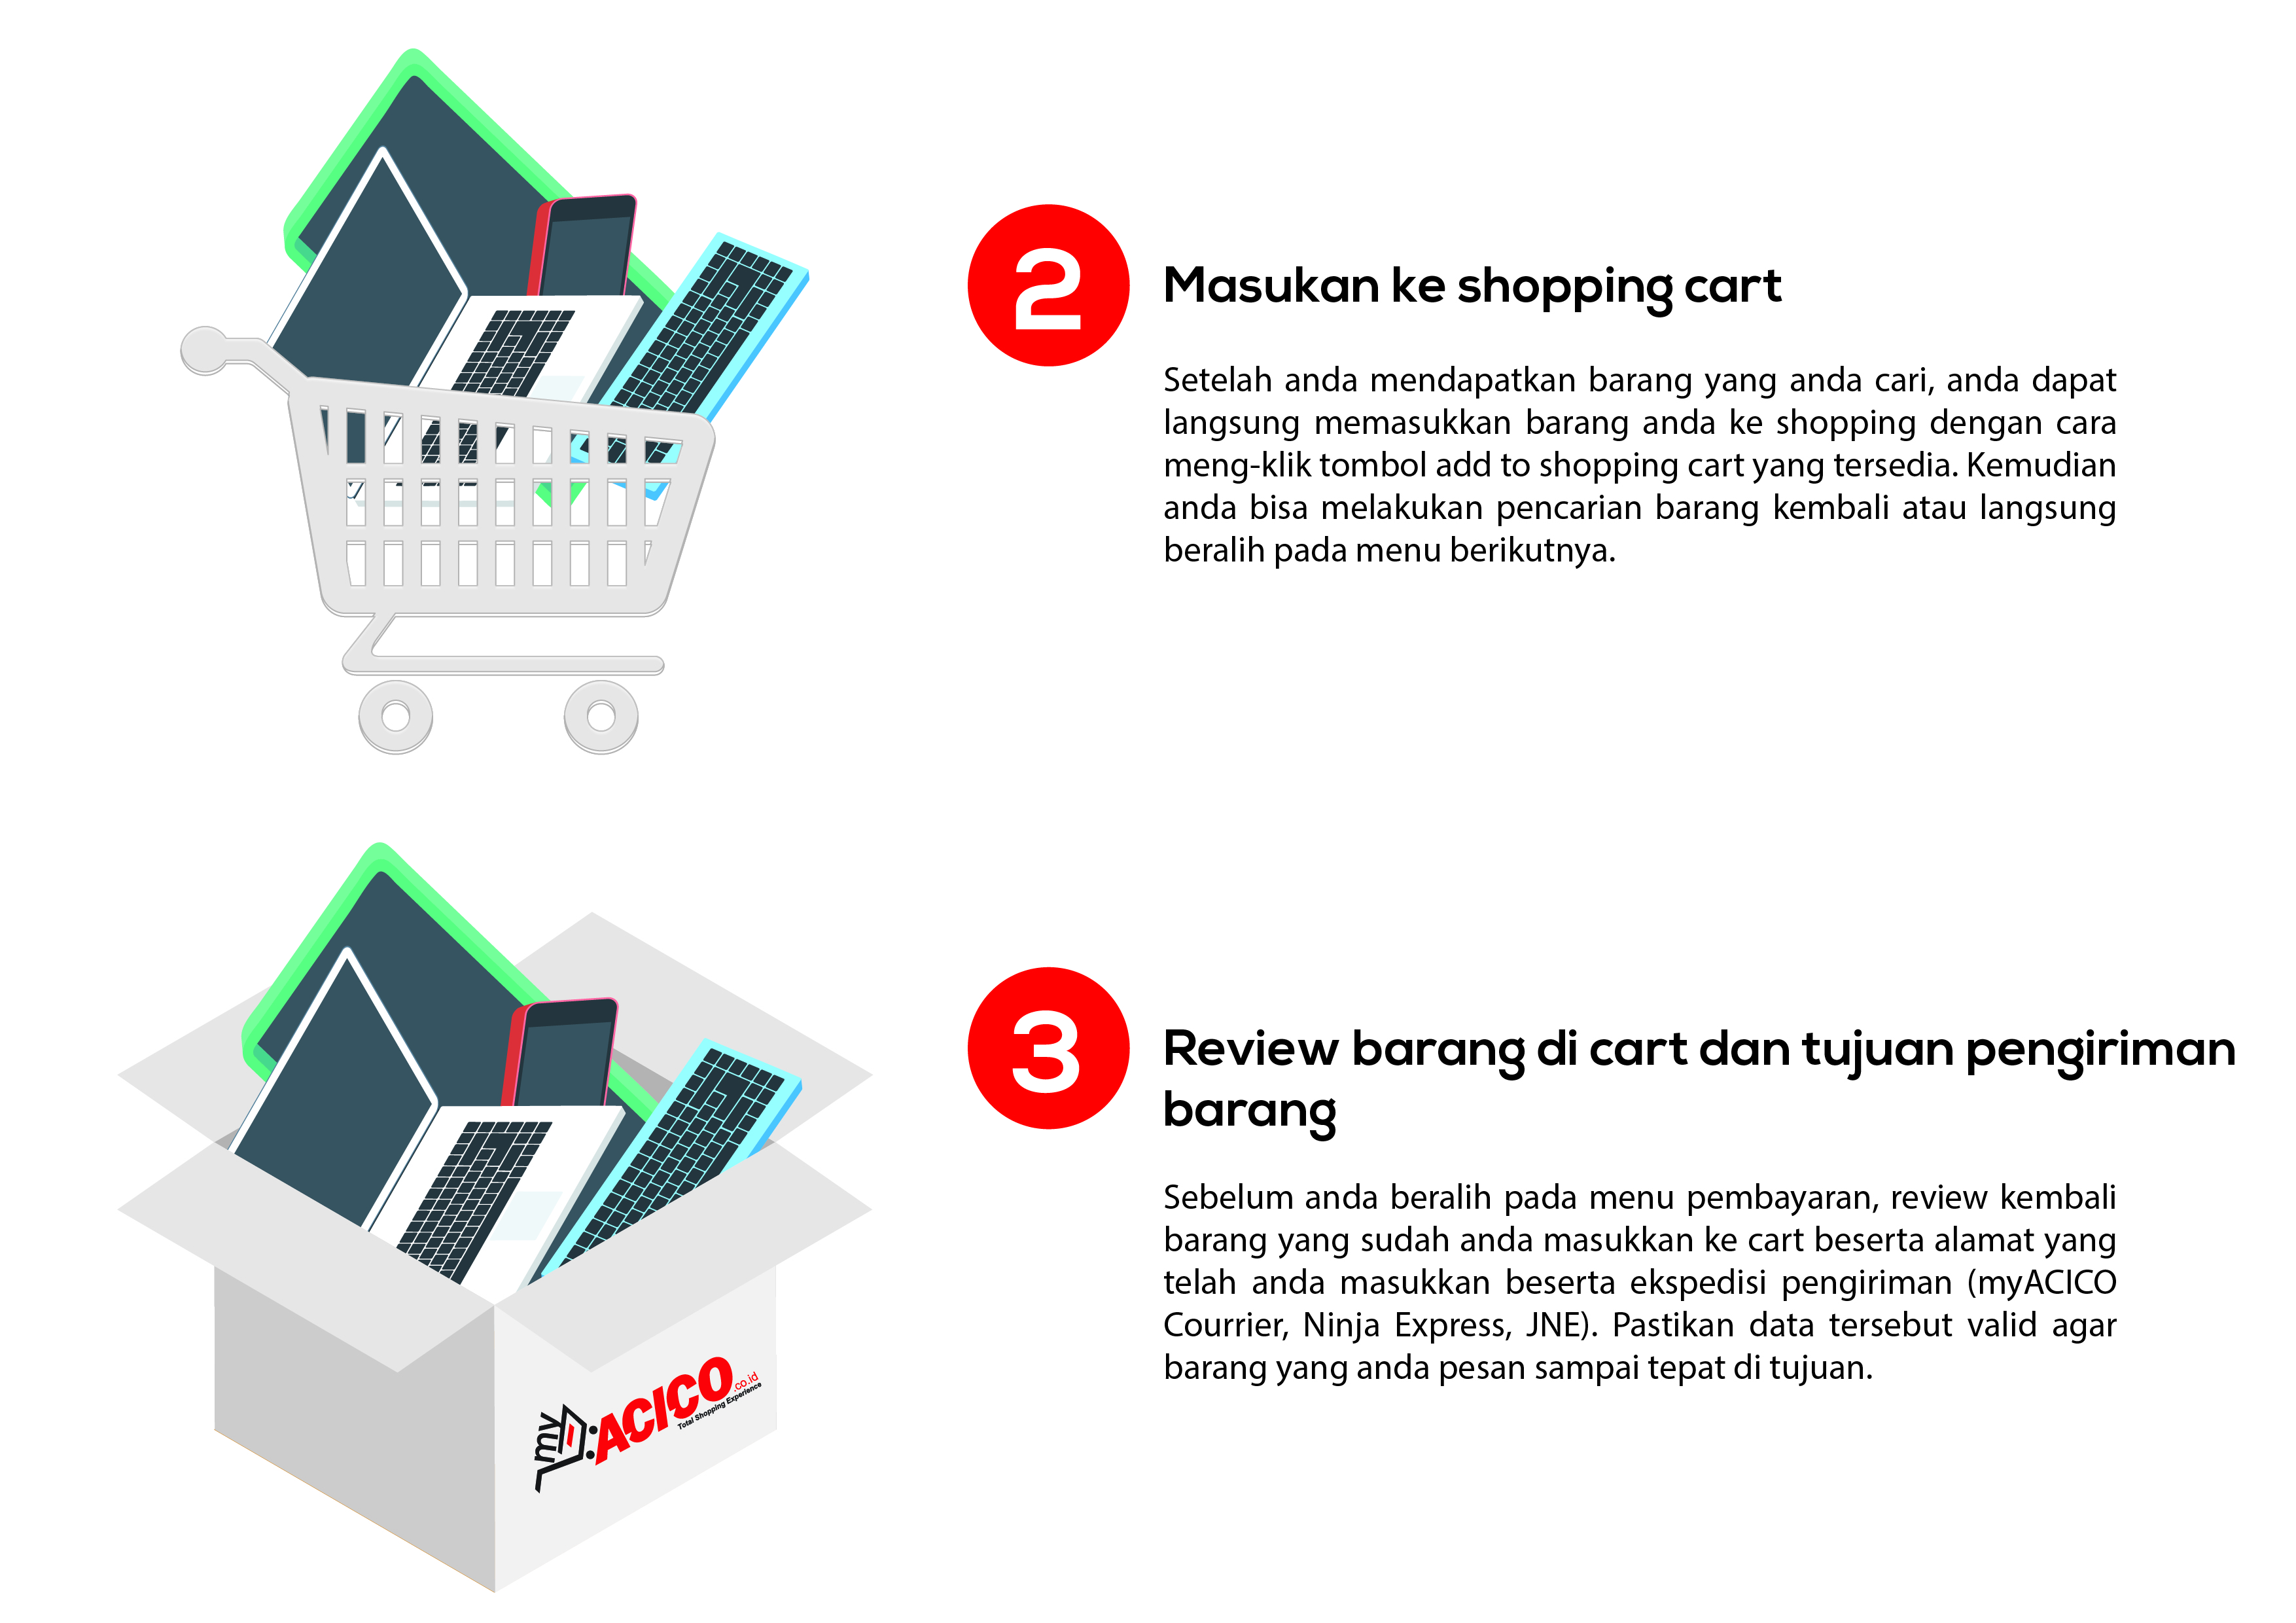 2
Masukan ke shopping cart
Setelah anda mendapatkan barang yang anda cari, anda dapat
langsung memasukkan barang anda ke shopping dengan cara
meng-klik tombol add to shopping cart yang tersedia. Kemudian
anda bisa melakukan pencarian barang kembali atau langsung
beralih pada menu berikutnya.
3
Review barang di cart dan tujuan pengiriman
barang
Sebelum anda beralih pada menu pembayaran, review kembali
barang yang sudah anda masukkan ke cart beserta alamat yang
telah anda masukkan beserta ekspedisi pengiriman (myACICO
Courrier, Ninja Express, JNE). Pastikan data tersebut valid agar
barang yang anda pesan sampai tepat di tujuan.
my:ACICO.co.id
Total Shopping Experience